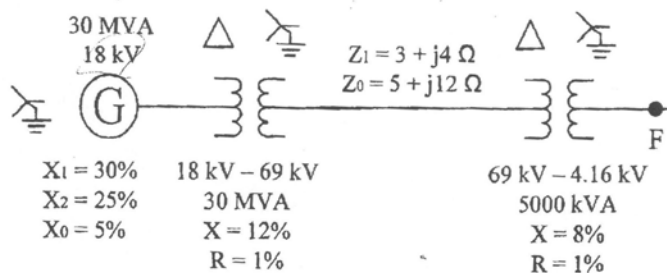 30 MVA
18 kV
Z₁ = 3 + j4 Ω
Z₀ = 5 + j12 Ω
G
F
X₁ = 30%
X₂ = 25%
X₀ = 5%
18 kV – 69 kV
30 MVA
X = 12%
R = 1%
69 kV – 4.16 kV
5000 kVA
X = 8%
R = 1%